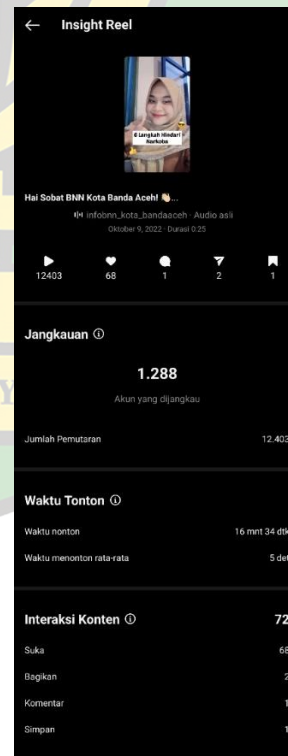 Insight Reel
6 Langkah Hindari
Narkoba
Hai Sobat BNN Kota Banda Aceh! 👏...
infobnn_kota_bandaaceh · Audio asli
Oktober 9, 2022 · Durasi 0:25
12403 68 1 2 1
Jangkauan
1.288
Akun yang dijangkau
Jumlah Pemutaran 12.403
Waktu Tonton
Waktu nonton 16 mnt 34 dtk
Waktu menonton rata-rata 5 det
Interaksi Konten 72
Suka 68
Bagikan 2
Komentar 1
Simpan 1